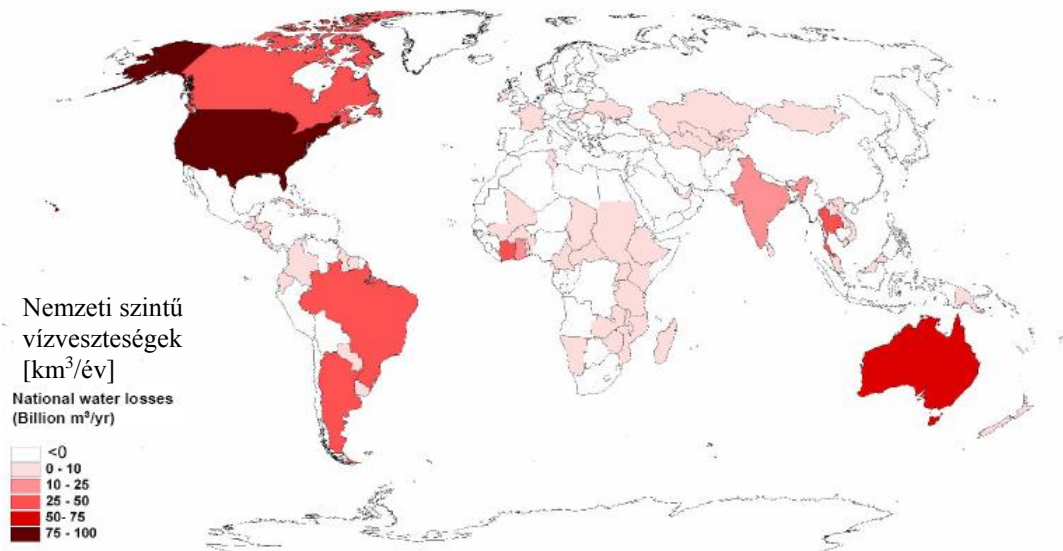 Nemzeti szintű
vízveszteségek
[km³/év]
National water losses
(Billion m³/yr)
<0
0 - 10
10 - 25
25 - 50
50- 75
75 - 100